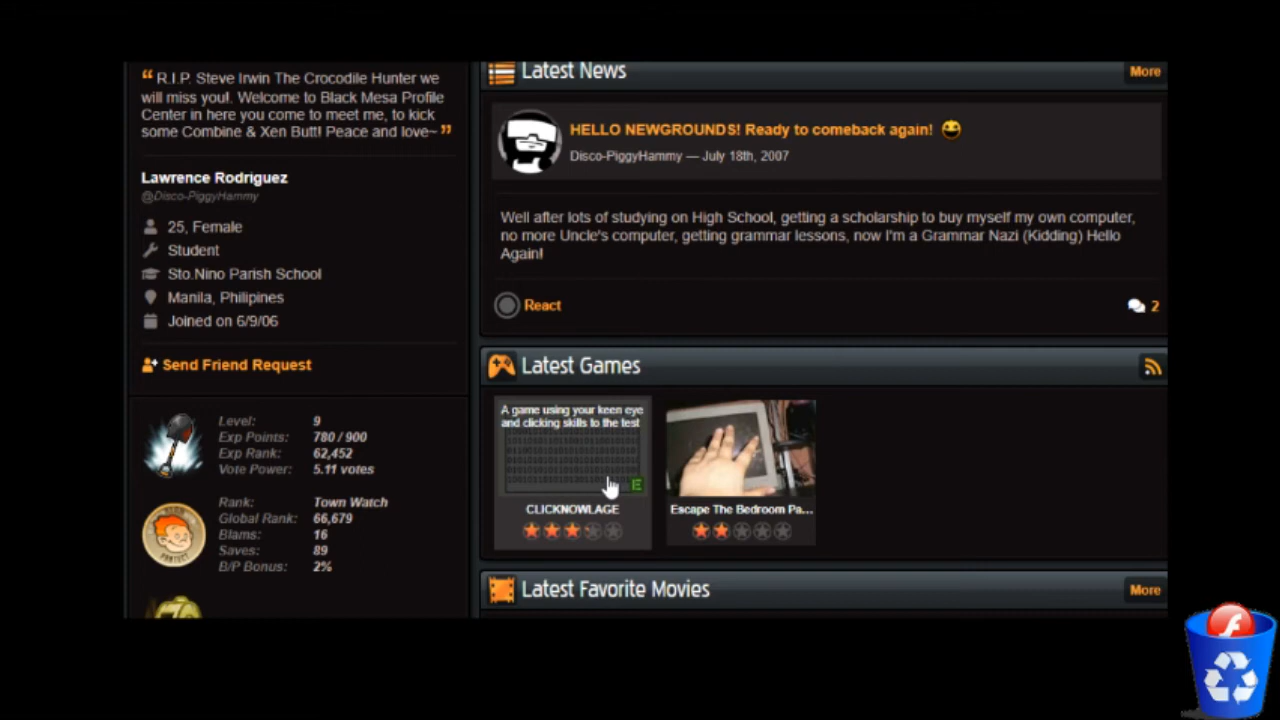 “ R.I.P. Steve Irwin The Crocodile Hunter we
will miss you!. Welcome to Black Mesa Profile
Center in here you come to meet me, to kick
some Combine & Xen Butt! Peace and love~ ”
Lawrence Rodriguez
@Disco-PiggyHammy
25, Female
Student
Sto.Nino Parish School
Manila, Philipines
Joined on 6/9/06
Send Friend Request
Level: 9
Exp Points: 780 / 900
Exp Rank: 62,452
Vote Power: 5.11 votes
Rank: Town Watch
Global Rank: 66,679
Blams: 16
Saves: 89
B/P Bonus: 2%
Latest News
More
HELLO NEWGROUNDS! Ready to comeback again!
Disco-PiggyHammy — July 18th, 2007
Well after lots of studying on High School, getting a scholarship to buy myself my own computer,
no more Uncle's computer, getting grammar lessons, now I'm a Grammar Nazi (Kidding) Hello
Again!
React
2
Latest Games
A game using your keen eye
and clicking skills to the test
E
CLICKNOWLAGE
Escape The Bedroom Pa...
Latest Favorite Movies
More